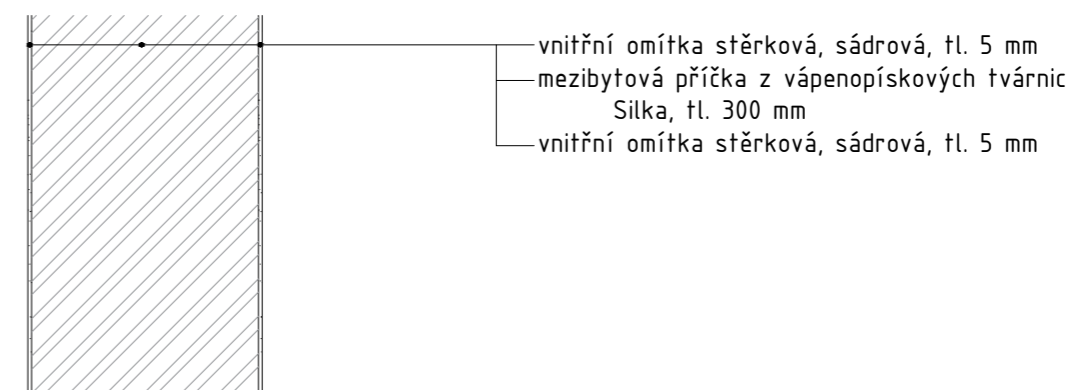 vnitřní omítka stěrková, sádrová, tl. 5 mm
mezibytová příčka z vápenopískových tvárnic
Silka, tl. 300 mm
vnitřní omítka stěrková, sádrová, tl. 5 mm